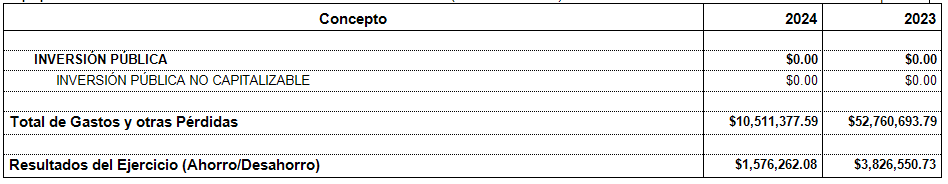 Concepto 2024 2023
INVERSIÓN PÚBLICA $0.00 $0.00
INVERSIÓN PÚBLICA NO CAPITALIZABLE $0.00 $0.00
Total de Gastos y otras Pérdidas $10,511,377.59 $52,760,693.79
Resultados del Ejercicio (Ahorro/Desahorro) $1,576,262.08 $3,826,550.73